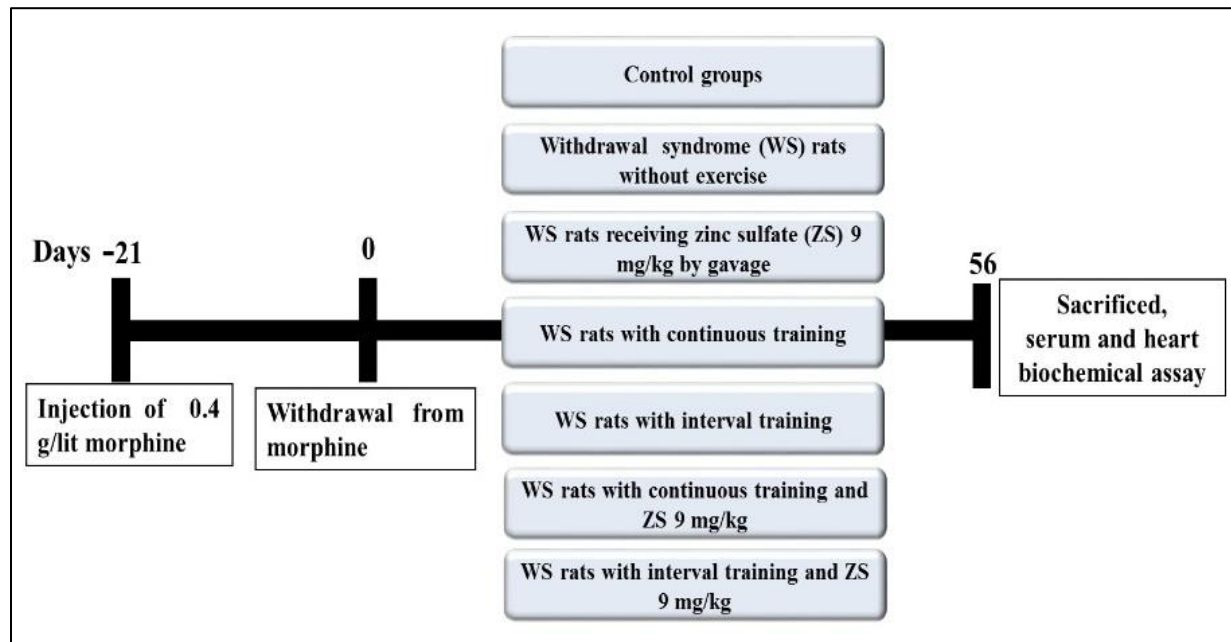 Control groups
Withdrawal syndrome (WS) rats
without exercise
WS rats receiving zinc sulfate (ZS) 9
mg/kg by gavage
WS rats with continuous training
WS rats with interval training
WS rats with continuous training and
ZS 9 mg/kg
WS rats with interval training and ZS
9 mg/kg
Days -21
0
56
Injection of 0.4
g/lit morphine
Withdrawal from
morphine
Sacrificed,
serum and heart
biochemical assay